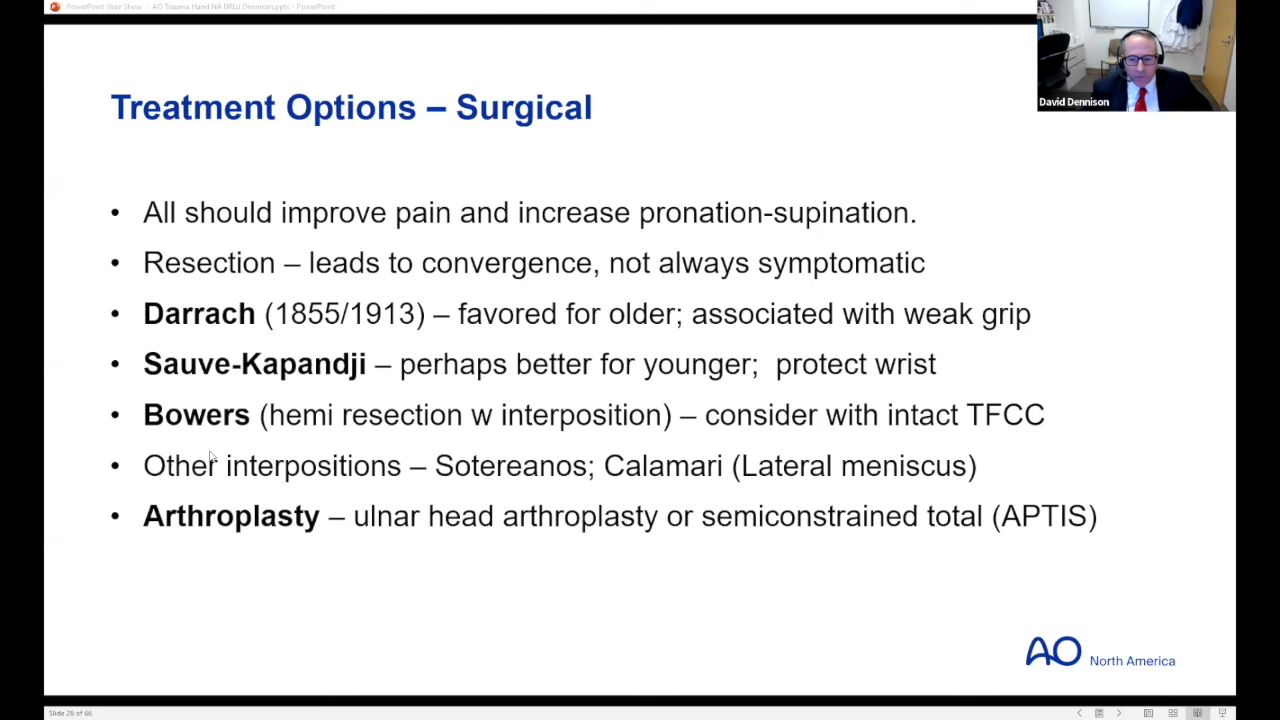 PowerPoint Slide Show - AO Trauma Hand NA DRUJ Dennison.pptx - PowerPoint
David Dennison
Treatment Options – Surgical
• All should improve pain and increase pronation-supination.
• Resection – leads to convergence, not always symptomatic
• Darrach (1855/1913) – favored for older; associated with weak grip
• Sauve-Kapandji – perhaps better for younger; protect wrist
• Bowers (hemi resection w interposition) – consider with intact TFCC
• Other interpositions – Sotereanos; Calamari (Lateral meniscus)
• Arthroplasty – ulnar head arthroplasty or semiconstrained total (APTIS)
AO North America
Slide 26 of 66